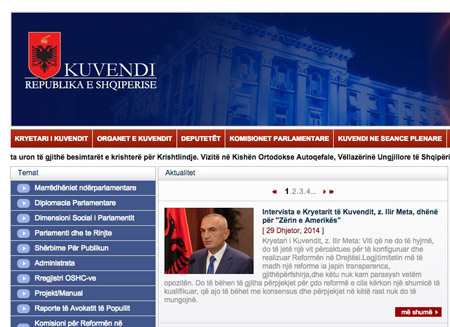 KUVENDI
REPUBLIKA E SHQIPERISE
KRYETARI I KUVENDIT
ORGANET E KUVENDIT
DEPUTETËT
KOMISIONET PARLAMENTARE
KUVENDI NE SEANCE PLENARE
ta uron të gjithë besimtarët e krishterë për Krishtlindje. Vizitë në Kishën Ortodokse Autoqefale, Vëllazërinë Ungjillore të Shqipëri
Temat
Marrëdhëniet ndërparlamentare
Diplomacia Parlamentare
Dimensioni Social i Parlamentit
Parlamenti dhe te Rinjte
Shërbime Për Publikun
Administrata
Rregjistri OSHC-ve
Projekt/Manual
Raporte të Avokatit të Popullit
Komisioni për Reformën në
Aktualitet
1.2.3.4...
Intervista e Kryetarit të Kuvendit, z. Ilir Meta, dhënë
për "Zërin e Amerikës"
[ 29 Dhjetor, 2014 ]
Kryetari i Kuvendit, z. Ilir Meta: Viti që ne do të hyjmë,
do të jetë një vit përcaktues për të konfiguruar dhe
realizuar Reformën në Drejtësi.Legjitimetin më të
madh një reforme ia japin transparenca,
gjithëpërfshirja,dhe këtu nuk kam parasysh vetëm
opozitën. Do të bëhen të gjitha përpjekjet për çdo reformë e cila kërkon një shumicë të
kualifikuar, që ajo të bëhet me konsensus dhe përpjekjet në këtë rast nuk do të
mungojnë.
më shumë